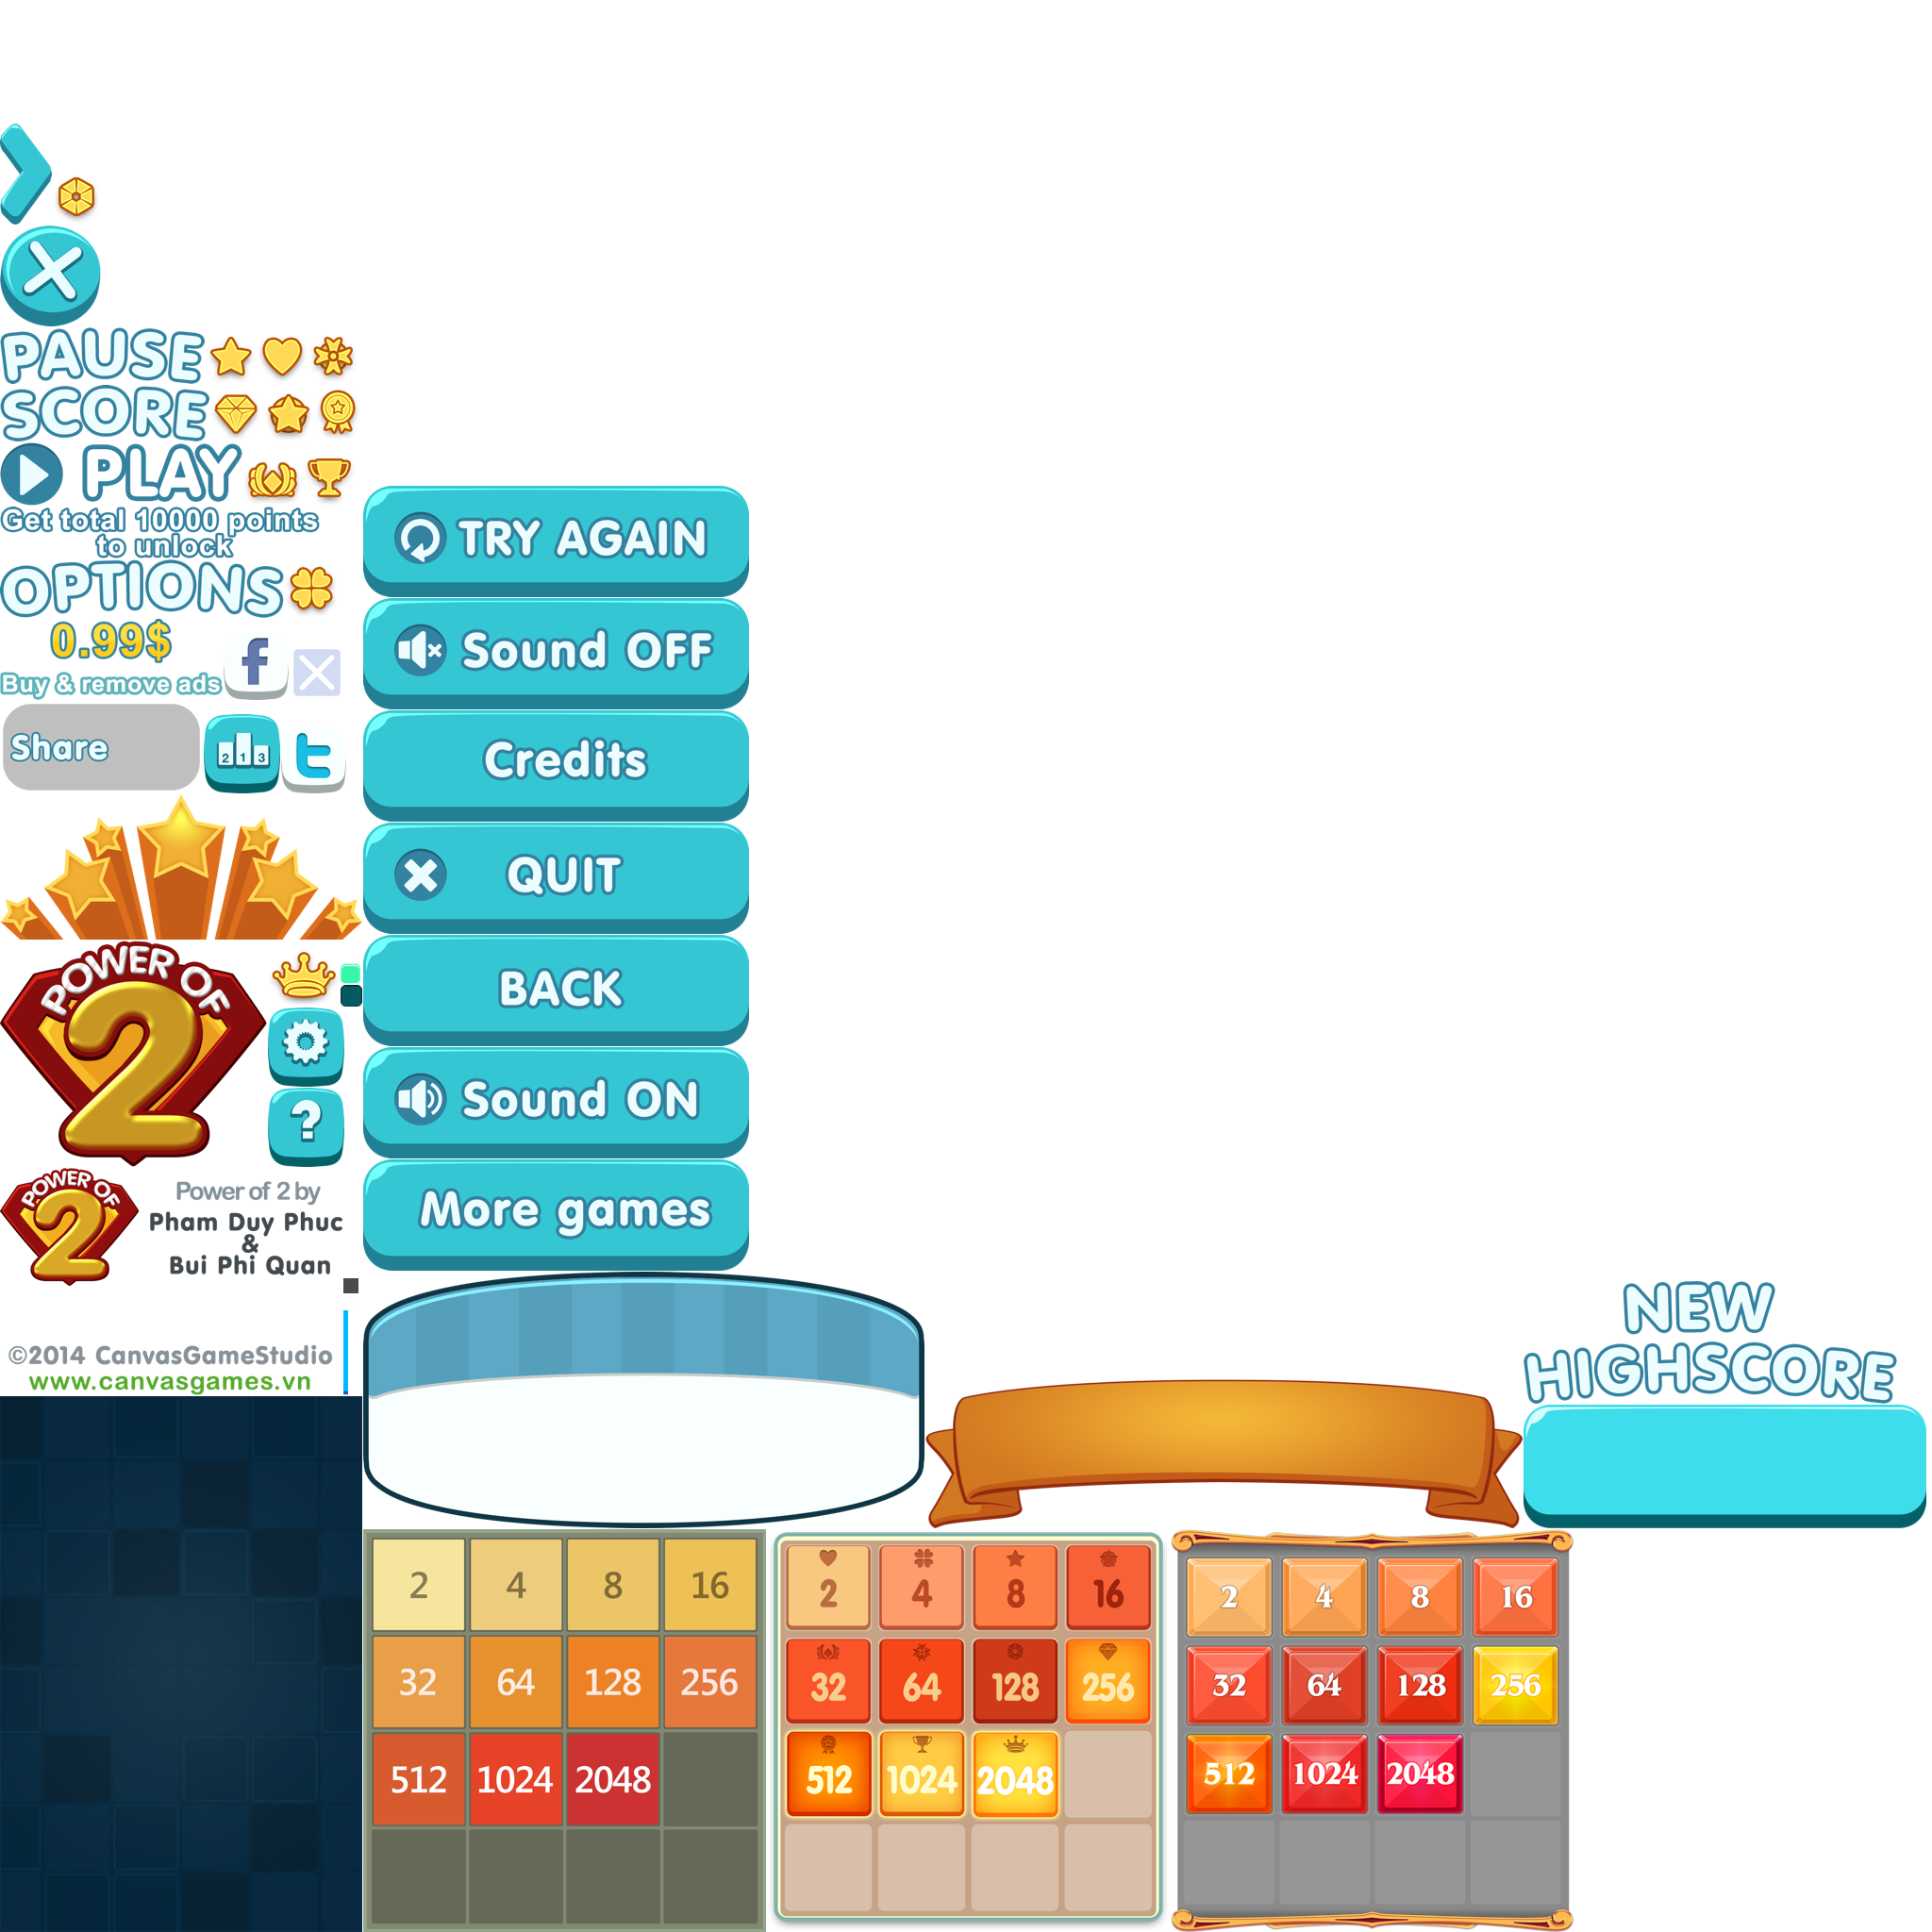 PAUSE
SCORE
PLAY
Get total 10000 points
to unlock
OPTIONS
0.99$
Buy & remove ads
f
Share
2 1 3
t
POWER OF
2
?
POWER OF
2
Power of 2 by
Pham Duy Phuc
&
Bui Phi Quan
©2014 CanvasGameStudio
www.canvasgames.vn
TRY AGAIN
Sound OFF
Credits
QUIT
BACK
Sound ON
More games
NEW
HIGHSCORE
2 4 8 16
32 64 128 256
512 1024 2048
2 4 8 16
32 64 128 256
512 1024 2048
2 4 8 16
32 64 128 256
512 1024 2048